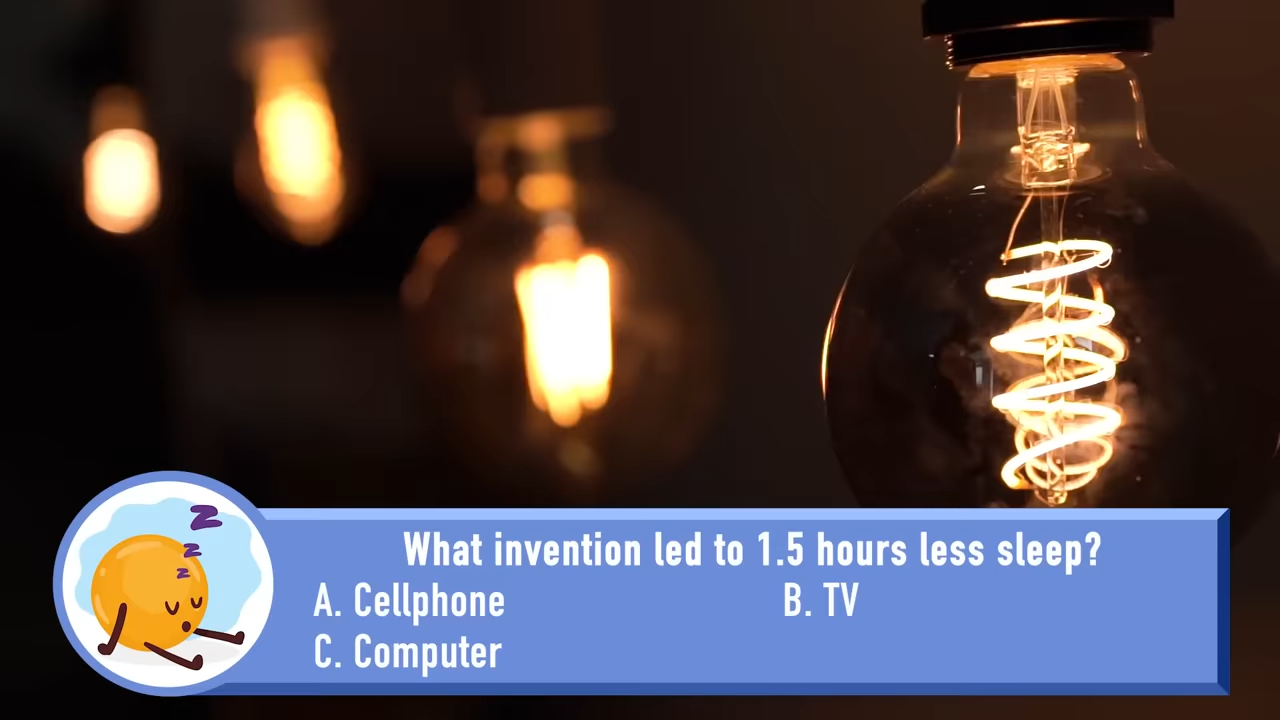 Z
Z
Z
What invention led to 1.5 hours less sleep?
A. Cellphone B. TV
C. Computer